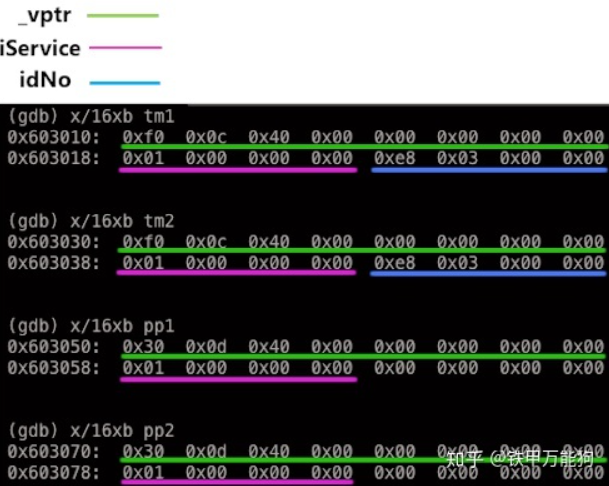 _vptr
iService
idNo
(gdb) x/16xb tm1
0x603010: 0xf0 0x0c 0x40 0x00 0x00 0x00 0x00 0x00
0x603018: 0x01 0x00 0x00 0x00 0xe8 0x03 0x00 0x00
(gdb) x/16xb tm2
0x603030: 0xf0 0x0c 0x40 0x00 0x00 0x00 0x00 0x00
0x603038: 0x01 0x00 0x00 0x00 0xe8 0x03 0x00 0x00
(gdb) x/16xb pp1
0x603050: 0x30 0x0d 0x40 0x00 0x00 0x00 0x00 0x00
0x603058: 0x01 0x00 0x00 0x00 0x00 0x00 0x00 0x00
(gdb) x/16xb pp2
0x603070: 0x30 0x0d 0x40 0x00 0x00 0x00 0x00 0x00
0x603078: 0x01 0x00 0x00 0x00 0x00 0x00 0x00 0x00
知乎 @铁甲万能狗